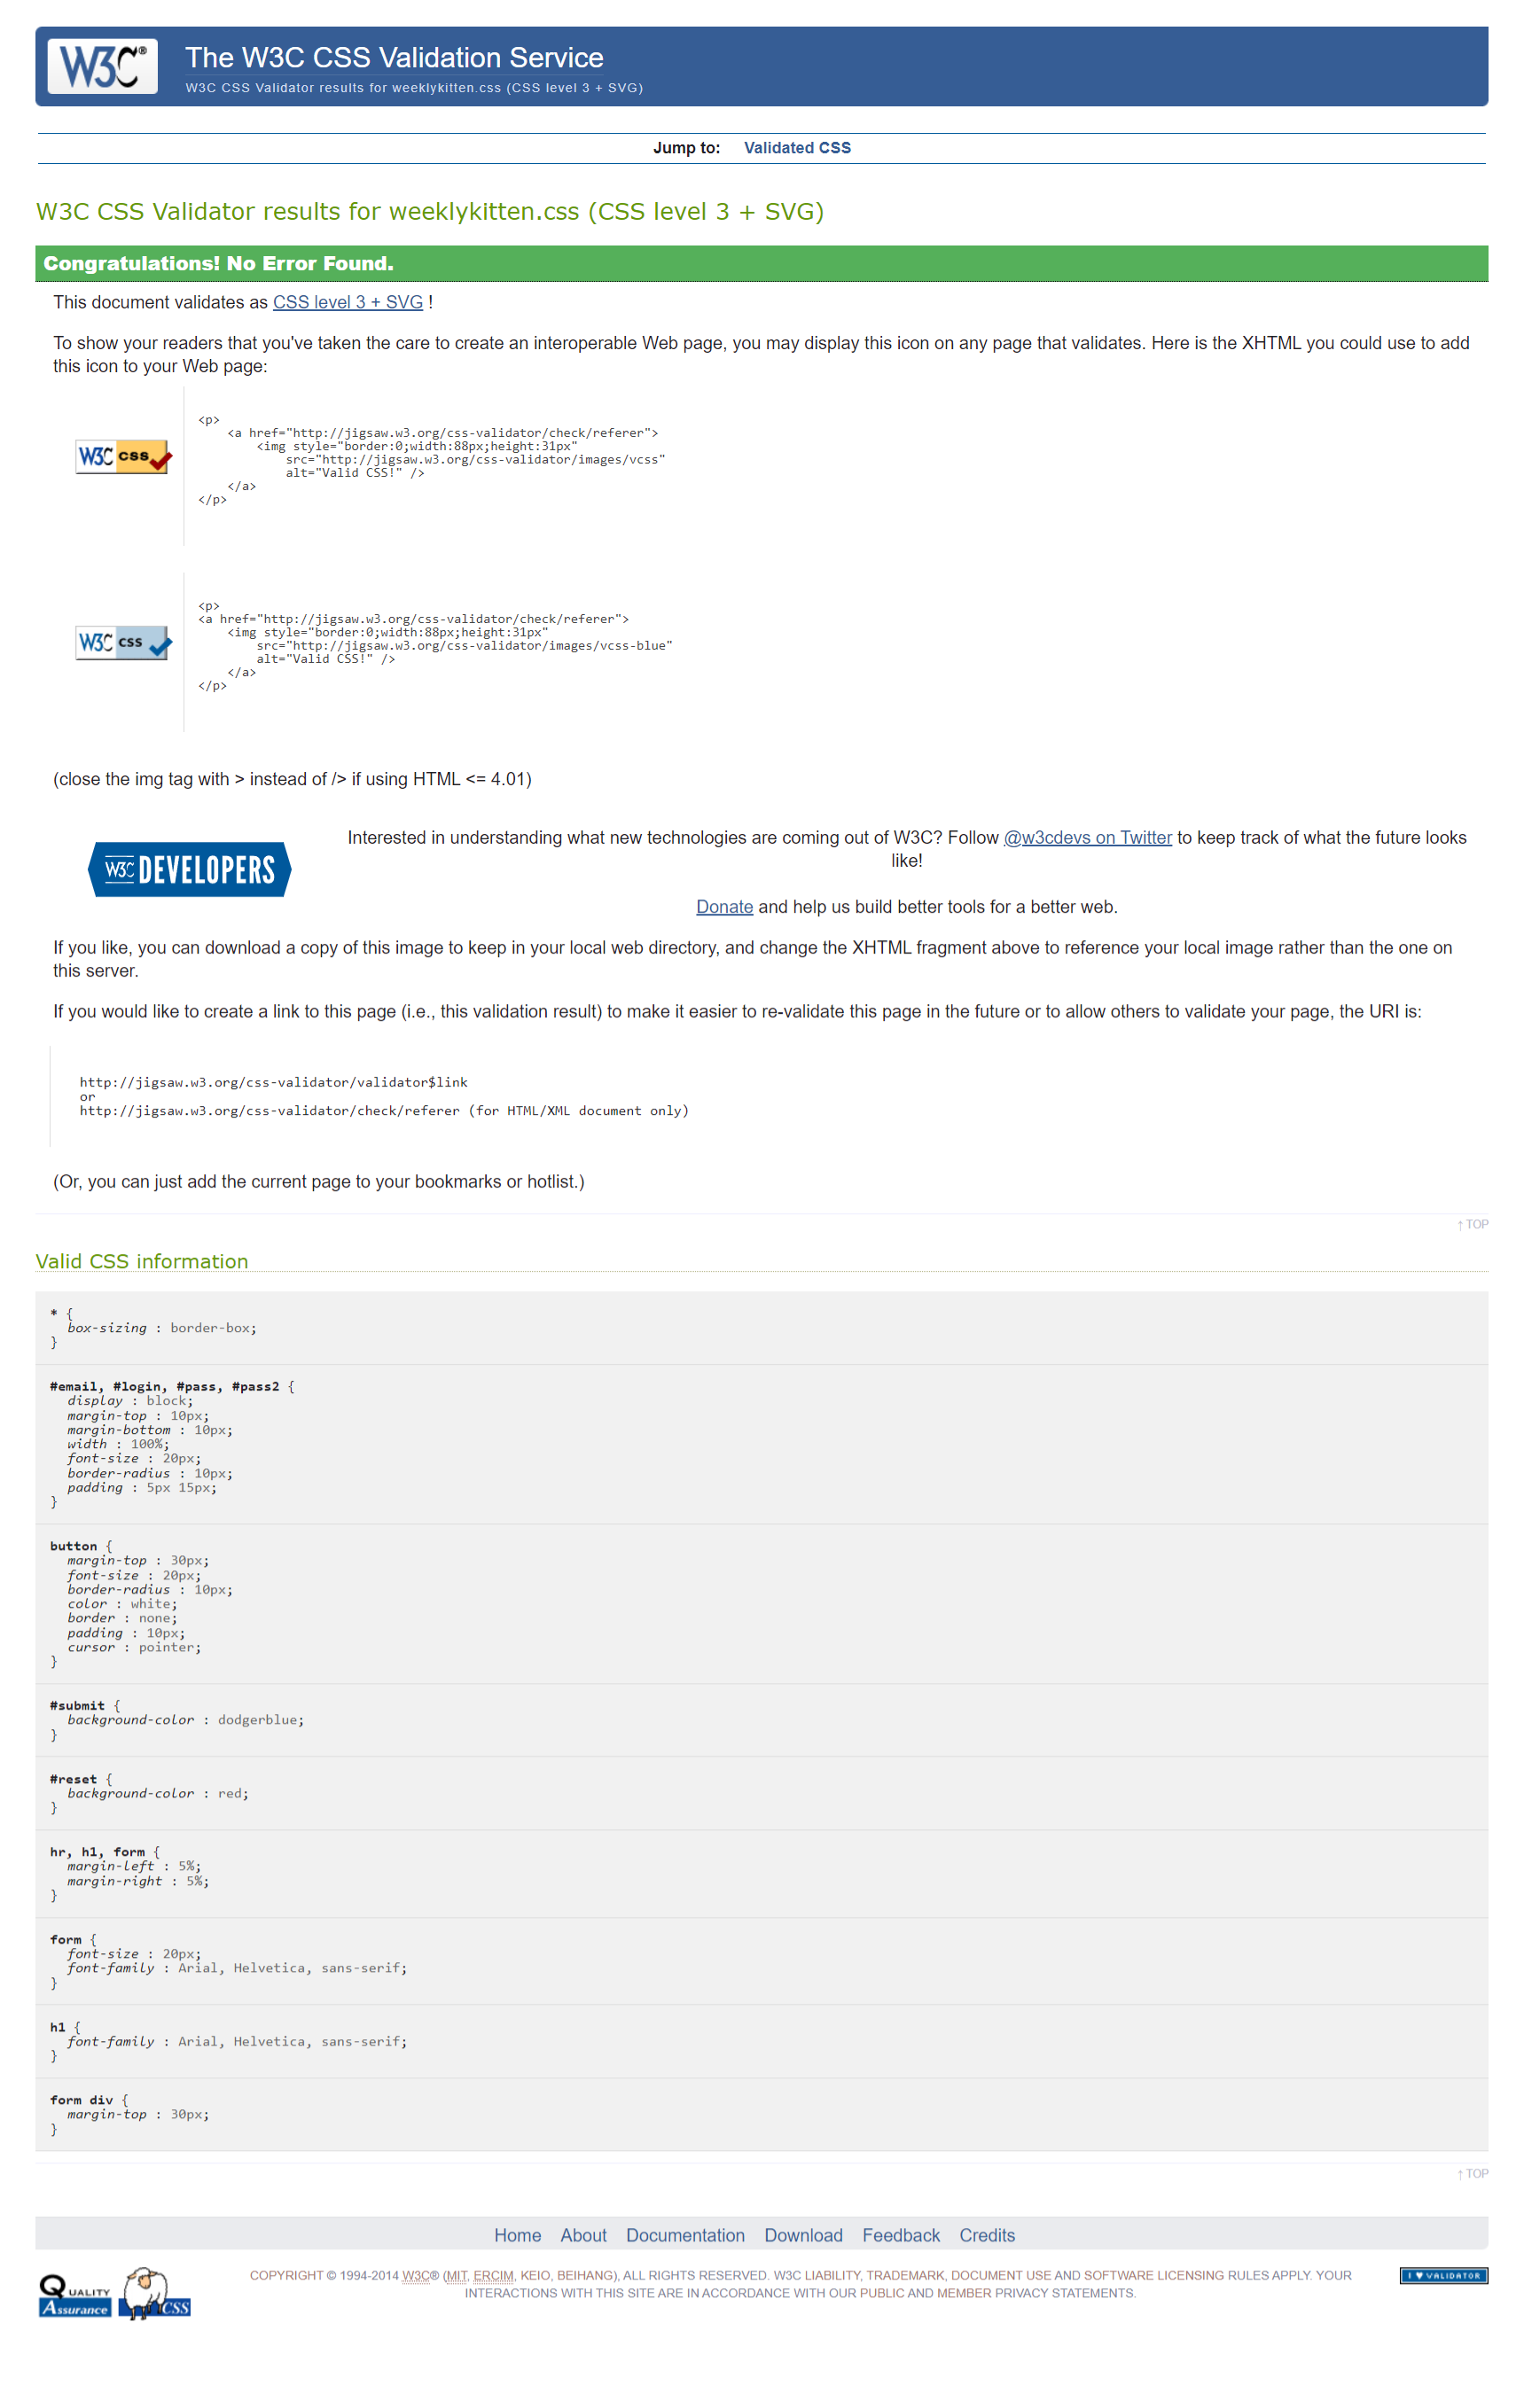 W3C®
The W3C CSS Validation Service
W3C CSS Validator results for weeklykitten.css (CSS level 3 + SVG)
Jump to: Validated CSS
W3C CSS Validator results for weeklykitten.css (CSS level 3 + SVG)
Congratulations! No Error Found.
This document validates as CSS level 3 + SVG !
To show your readers that you've taken the care to create an interoperable Web page, you may display this icon on any page that validates. Here is the XHTML you could use to add
this icon to your Web page:
W3C css
<p>
    <a href="http://jigsaw.w3.org/css-validator/check/referer">
        <img style="border:0;width:88px;height:31px"
            src="http://jigsaw.w3.org/css-validator/images/vcss"
            alt="Valid CSS!" />
    </a>
</p>
W3C css
<p>
<a href="http://jigsaw.w3.org/css-validator/check/referer">
    <img style="border:0;width:88px;height:31px"
        src="http://jigsaw.w3.org/css-validator/images/vcss-blue"
        alt="Valid CSS!" />
    </a>
</p>
(close the img tag with > instead of /> if using HTML <= 4.01)
W3C DEVELOPERS
Interested in understanding what new technologies are coming out of W3C? Follow @w3cdevs on Twitter to keep track of what the future looks
like!
Donate and help us build better tools for a better web.
If you like, you can download a copy of this image to keep in your local web directory, and change the XHTML fragment above to reference your local image rather than the one on
this server.
If you would like to create a link to this page (i.e., this validation result) to make it easier to re-validate this page in the future or to allow others to validate your page, the URI is:
http://jigsaw.w3.org/css-validator/validator$link
or
http://jigsaw.w3.org/css-validator/check/referer (for HTML/XML document only)
(Or, you can just add the current page to your bookmarks or hotlist.)
↑ TOP
Valid CSS information
* {
  box-sizing : border-box;
}
#email, #login, #pass, #pass2 {
  display : block;
  margin-top : 10px;
  margin-bottom : 10px;
  width : 100%;
  font-size : 20px;
  border-radius : 10px;
  padding : 5px 15px;
}
button {
  margin-top : 30px;
  font-size : 20px;
  border-radius : 10px;
  color : white;
  border : none;
  padding : 10px;
  cursor : pointer;
}
#submit {
  background-color : dodgerblue;
}
#reset {
  background-color : red;
}
hr, h1, form {
  margin-left : 5%;
  margin-right : 5%;
}
form {
  font-size : 20px;
  font-family : Arial, Helvetica, sans-serif;
}
h1 {
  font-family : Arial, Helvetica, sans-serif;
}
form div {
  margin-top : 30px;
}
↑ TOP
Home About Documentation Download Feedback Credits
Quality
Assurance
CSS
COPYRIGHT © 1994-2014 W3C® (MIT, ERCIM, KEIO, BEIHANG), ALL RIGHTS RESERVED. W3C LIABILITY, TRADEMARK, DOCUMENT USE AND SOFTWARE LICENSING RULES APPLY. YOUR
INTERACTIONS WITH THIS SITE ARE IN ACCORDANCE WITH OUR PUBLIC AND MEMBER PRIVACY STATEMENTS.
I ♥ VALIDATOR